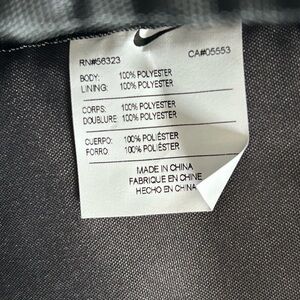 RN#56323 CA#05553
BODY: 100% POLYESTER
LINING: 100% POLYESTER
CORPS: 100% POLYESTER
DOUBLURE: 100% POLYESTER
CUERPO: 100% POLIÉSTER
FORRO: 100% POLIÉSTER
MADE IN CHINA
FABRIQUÉ EN CHINE
HECHO EN CHINA